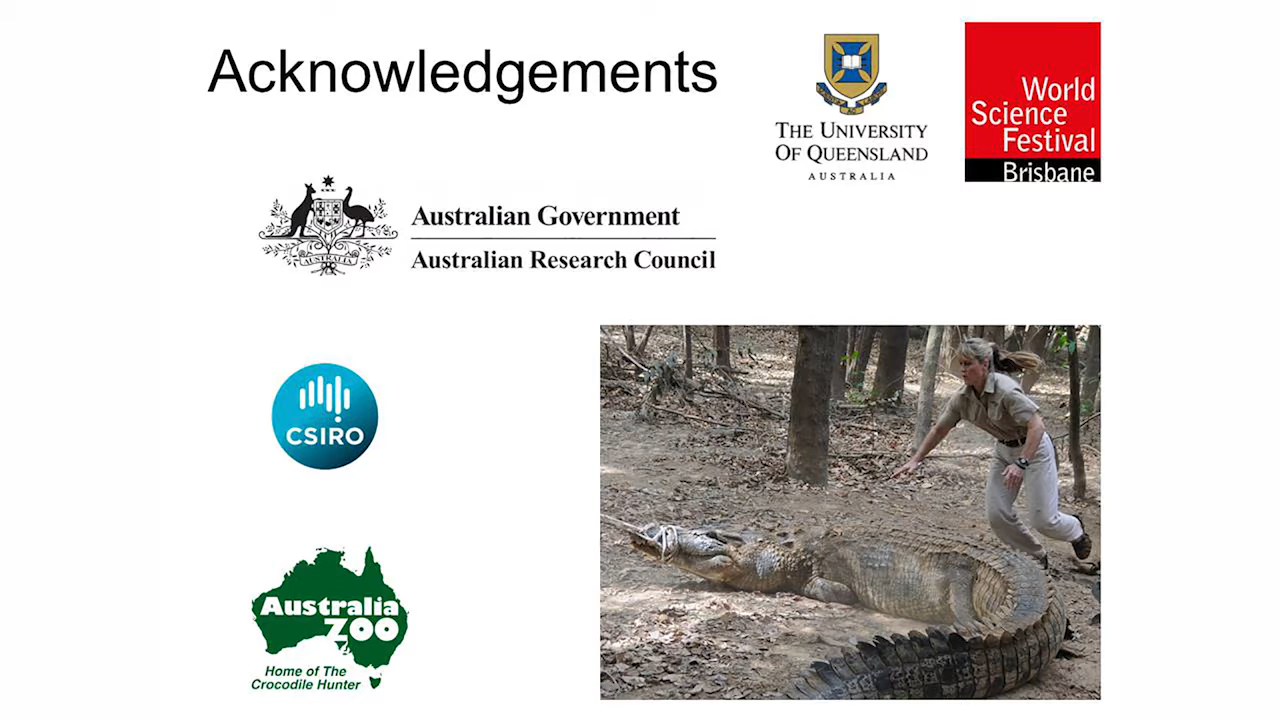 Acknowledgements
THE UNIVERSITY
OF QUEENSLAND
AUSTRALIA
World
Science
Festival
Brisbane
Australian Government
Australian Research Council
AUSTRALIA
CSIRO
Australia
ZOO
Home of The
Crocodile Hunter